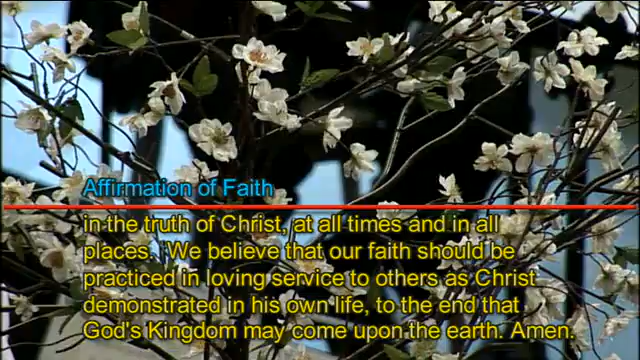 Affirmation of Faith
in the truth of Christ, at all times and in all
places. We believe that our faith should be
practiced in loving service to others as Christ
demonstrated in his own life, to the end that
God's Kingdom may come upon the earth. Amen.